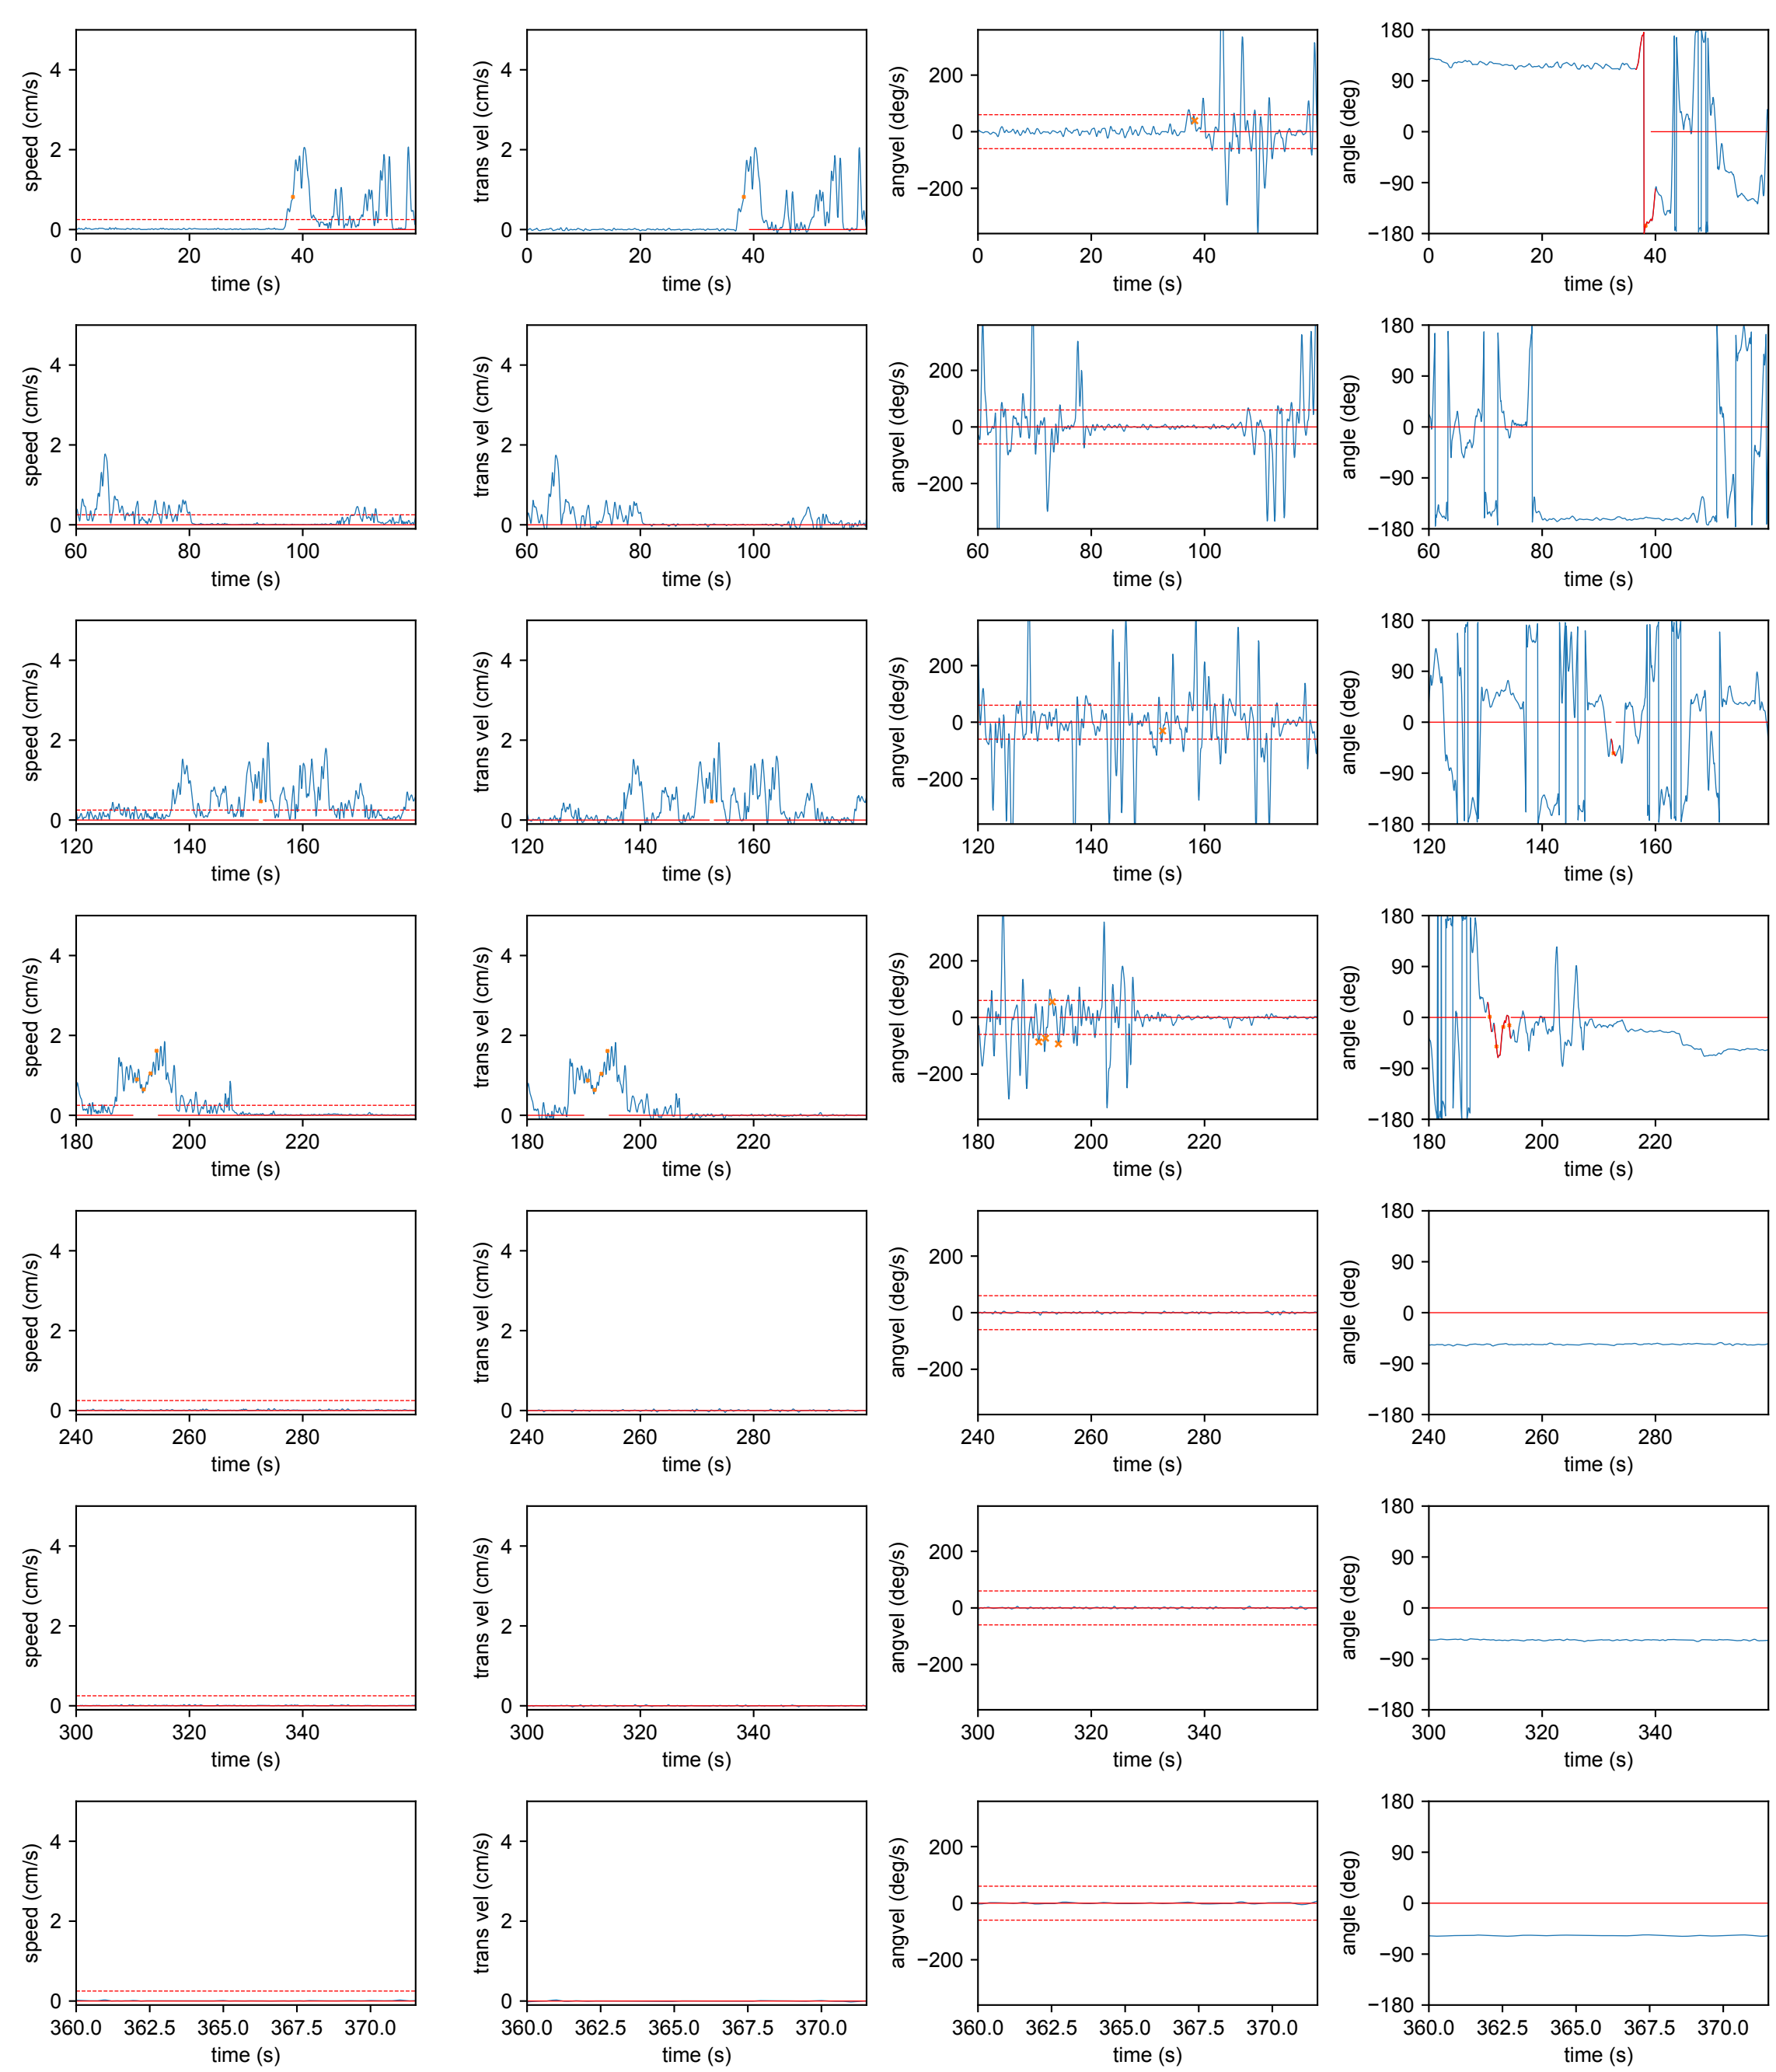 speed (cm/s) 4 2 0 trans vel (cm/s) 4 2 0 angvel (deg/s) 200 0 −200 angle (deg) 180 90 0 −90 −180
0 20 40 0 20 40 0 20 40 0 20 40
time (s) time (s) time (s) time (s)
speed (cm/s) 4 2 0 trans vel (cm/s) 4 2 0 angvel (deg/s) 200 0 −200 angle (deg) 180 90 0 −90 −180
60 80 100 60 80 100 60 80 100 60 80 100
time (s) time (s) time (s) time (s)
speed (cm/s) 4 2 0 trans vel (cm/s) 4 2 0 angvel (deg/s) 200 0 −200 angle (deg) 180 90 0 −90 −180
120 140 160 120 140 160 120 140 160 120 140 160
time (s) time (s) time (s) time (s)
speed (cm/s) 4 2 0 trans vel (cm/s) 4 2 0 angvel (deg/s) 200 0 −200 angle (deg) 180 90 0 −90 −180
180 200 220 180 200 220 180 200 220 180 200 220
time (s) time (s) time (s) time (s)
speed (cm/s) 4 2 0 trans vel (cm/s) 4 2 0 angvel (deg/s) 200 0 −200 angle (deg) 180 90 0 −90 −180
240 260 280 240 260 280 240 260 280 240 260 280
time (s) time (s) time (s) time (s)
speed (cm/s) 4 2 0 trans vel (cm/s) 4 2 0 angvel (deg/s) 200 0 −200 angle (deg) 180 90 0 −90 −180
300 320 340 300 320 340 300 320 340 300 320 340
time (s) time (s) time (s) time (s)
speed (cm/s) 4 2 0 trans vel (cm/s) 4 2 0 angvel (deg/s) 200 0 −200 angle (deg) 180 90 0 −90 −180
360.0 362.5 365.0 367.5 370.0 360.0 362.5 365.0 367.5 370.0 360.0 362.5 365.0 367.5 370.0 360.0 362.5 365.0 367.5 370.0
time (s) time (s) time (s) time (s)